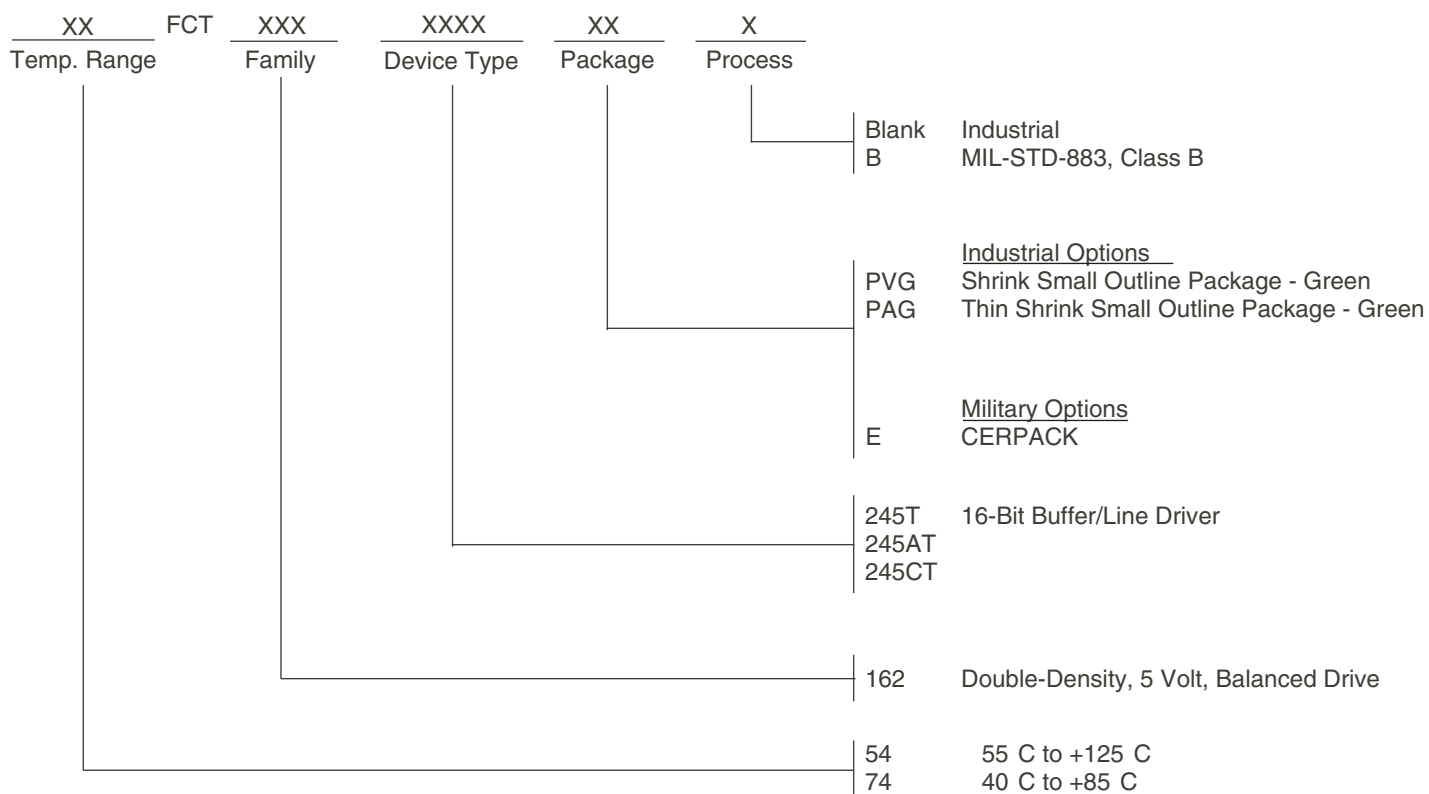 XX FCT XXX XXXX XX X
Temp. Range Family Device Type Package Process
Blank Industrial
B MIL-STD-883, Class B
Industrial Options
PVG Shrink Small Outline Package - Green
PAG Thin Shrink Small Outline Package - Green
Military Options
E CERPACK
245T 16-Bit Buffer/Line Driver
245AT
245CT
162 Double-Density, 5 Volt, Balanced Drive
54 55 C to +125 C
74 40 C to +85 C